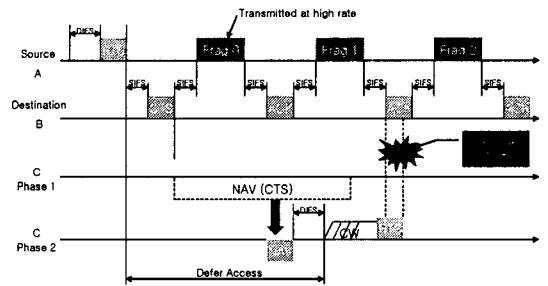 Transmitted at high rate
DIFS
Source
A
Frag 0
Frag 1
Frag 2
SIFS
SIFS
SIFS
SIFS
SIFS
SIFS
SIFS
Destination
B
C
Phase 1
NAV (CTS)
DIFS
C
Phase 2
CW
Defer Access